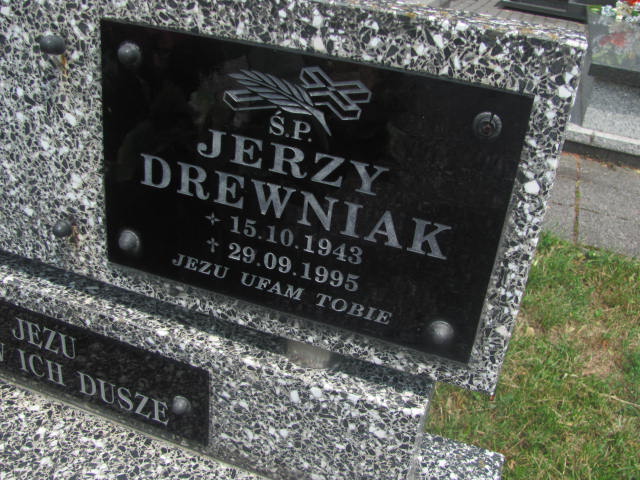 Ś.P.
JERZY
DREWNIAK
15.10.1943
29.09.1995
JEZU UFAM TOBIE
JEZU
ICH DUSZE